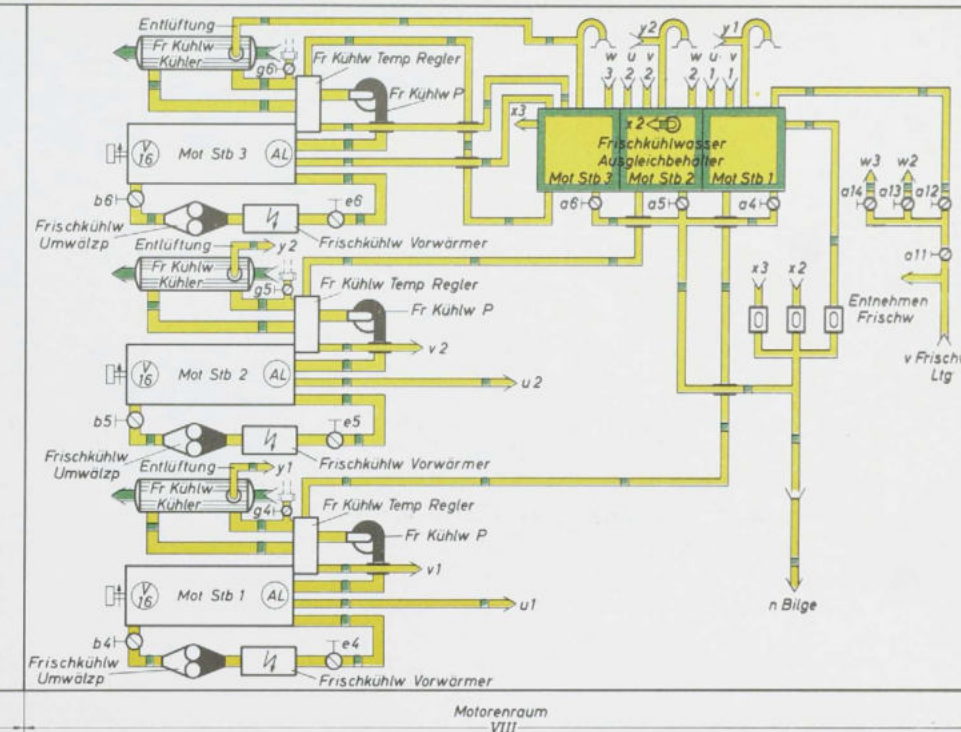 Entlüftung
Fr Kühlw
Kühler
g6
Fr Kühlw Temp Regler
Fr Kühlw P
V
16
Mot Stb 3
AL
b6
e6
Frischkühlw
Umwälzp
Frischkühlw Vorwärmer
Entlüftung
y2
Fr Kühlw
Kühler
g5
Fr Kühlw Temp Regler
Fr Kühlw P
v2
V
16
Mot Stb 2
AL
u2
b5
e5
Frischkühlw
Umwälzp
Frischkühlw Vorwärmer
Entlüftung
y1
Fr Kühlw
Kühler
g4
Fr Kühlw Temp Regler
Fr Kühlw P
v1
V
16
Mot Stb 1
AL
u1
b4
e4
Frischkühlw
Umwälzp
Frischkühlw Vorwärmer
y2 y1
w u v w u v
3 2 2 2 1 1
x3
x2
Frischkühlwasser
Ausgleichbehälter
Mot Stb 3 Mot Stb 2 Mot Stb 1
a6 a5 a4
w3 w2
a14 a13 a12
a11
x3 x2
Entnehmen
Frischw
v Frischw
Ltg
n Bilge
Motorenraum
VIII